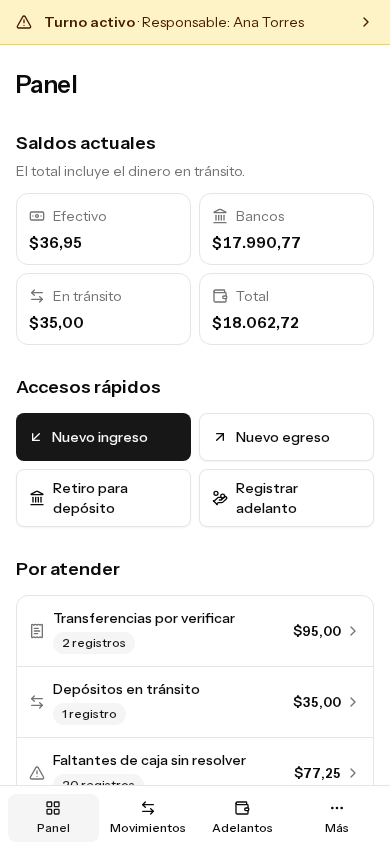 Turno activo · Responsable: Ana Torres
Panel
Saldos actuales
El total incluye el dinero en tránsito.
Efectivo
$36,95
Bancos
$17.990,77
En tránsito
$35,00
Total
$18.062,72
Accesos rápidos
Nuevo ingreso
Nuevo egreso
Retiro para
depósito
Registrar
adelanto
Por atender
Transferencias por verificar
2 registros
$95,00
Depósitos en tránsito
1 registro
$35,00
Faltantes de caja sin resolver
20 registros
$77,25
Panel
Movimientos
Adelantos
Más